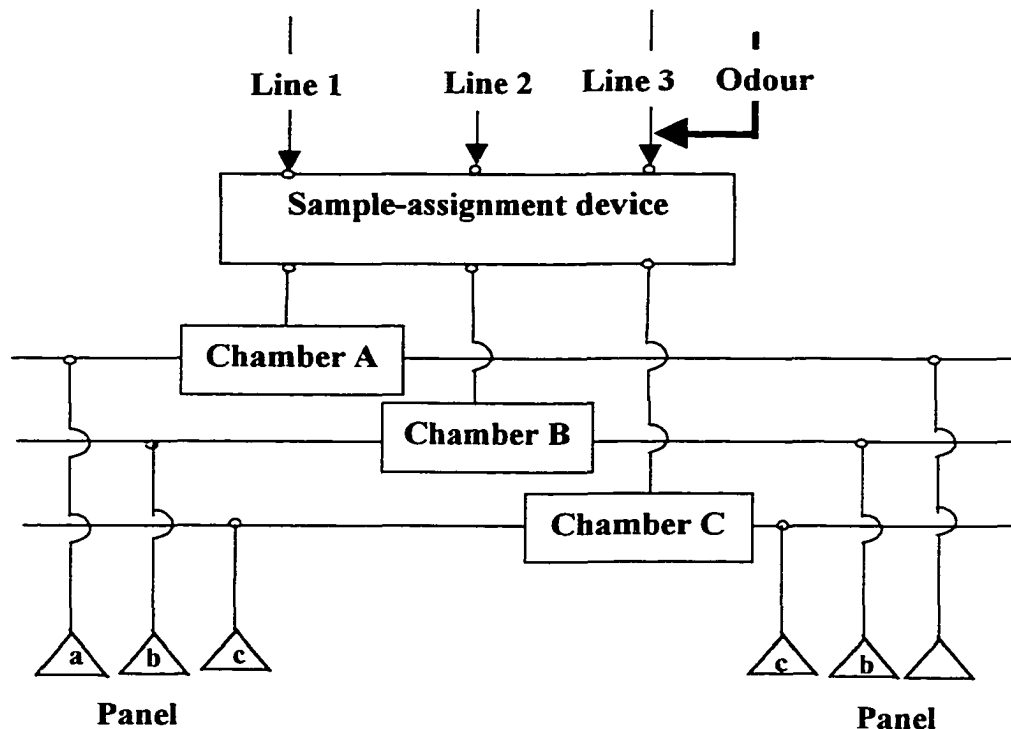 Line 1 Line 2 Line 3 Odour
Sample-assignment device
Chamber A
Chamber B
Chamber C
a b c c b
Panel Panel